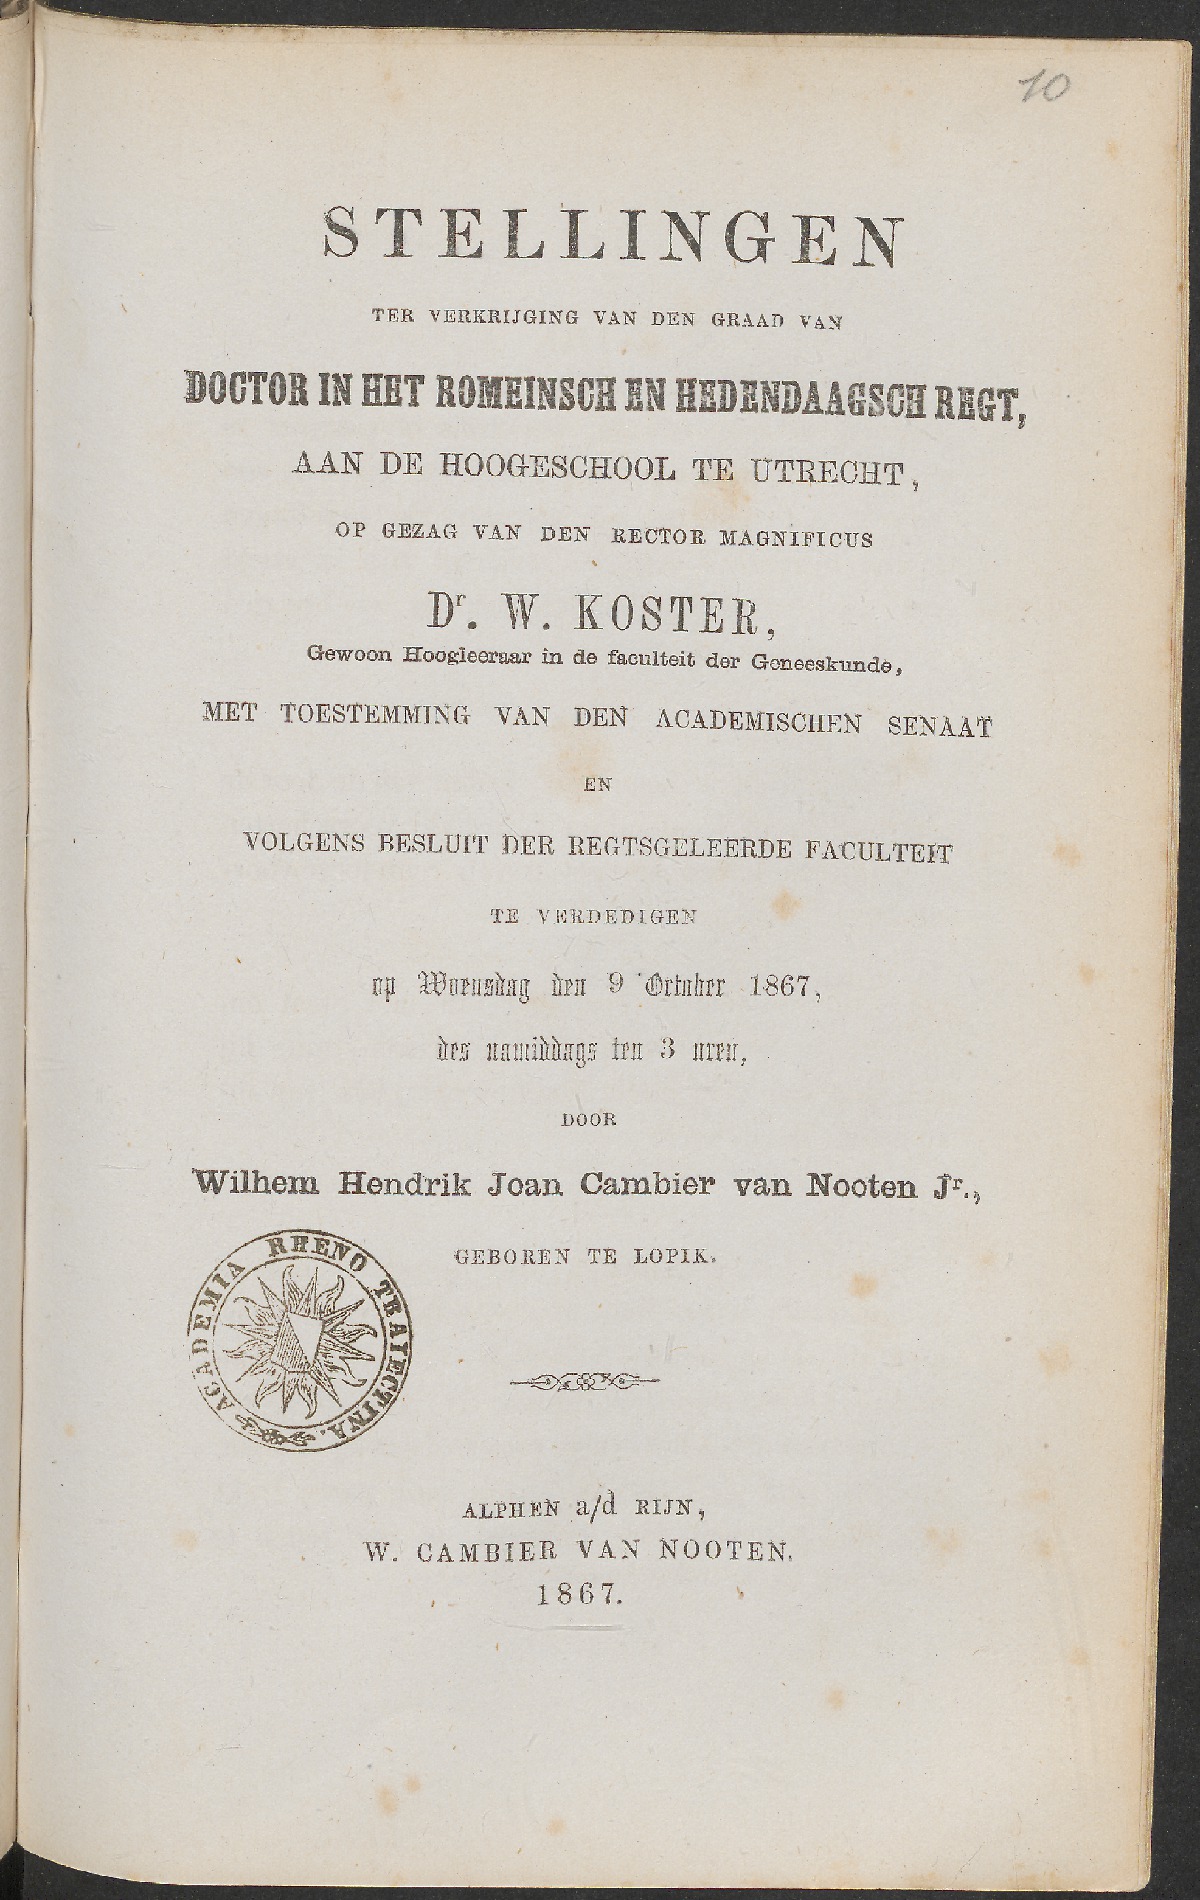 10
STELLINGEN
TER VERKRIJGING VAN DEN GRAAD VAN
DOCTOR IN HET ROMEINSCH EN HEDENDAAGSCH REGT,
AAN DE HOOGESCHOOL TE UTRECHT,
OP GEZAG VAN DEN RECTOR MAGNIFICUS
Dr. W. KOSTER,
Gewoon Hoogleeraar in de faculteit der Geneeskunde,
MET TOESTEMMING VAN DEN ACADEMISCHEN SENAAT
EN
VOLGENS BESLUIT DER REGTSGELEERDE FACULTEIT
TE VERDEDIGEN
op Woensdag den 9 October 1867,
des namiddags ten 3 uren,
DOOR
Wilhem Hendrik Joan Cambier van Nooten Jr.,
GEBOREN TE LOPIK.
ACADEMIA RHENO TRAIECTINA.
ALPHEN a/d RIJN,
W. CAMBIER VAN NOOTEN.
1867.